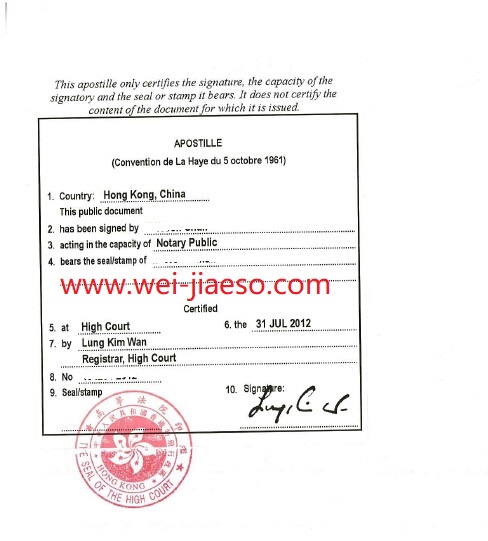 This apostille only certifies the signature, the capacity of the
signatory and the seal or stamp it bears. It does not certify the
content of the document for which it is issued.
APOSTILLE
(Convention de La Haye du 5 octobre 1961)
1. Country: Hong Kong, China
This public document
2. has been signed by
3. acting in the capacity of Notary Public
4. bears the seal/stamp of
www.wei-jiaeso.com
Certified
5. at High Court 6. the 31 JUL 2012
7. by Lung Kim Wan
Registrar, High Court
8. No
9. Seal/stamp 10. Signature:
HONG KONG
THE SEAL OF THE HIGH COURT